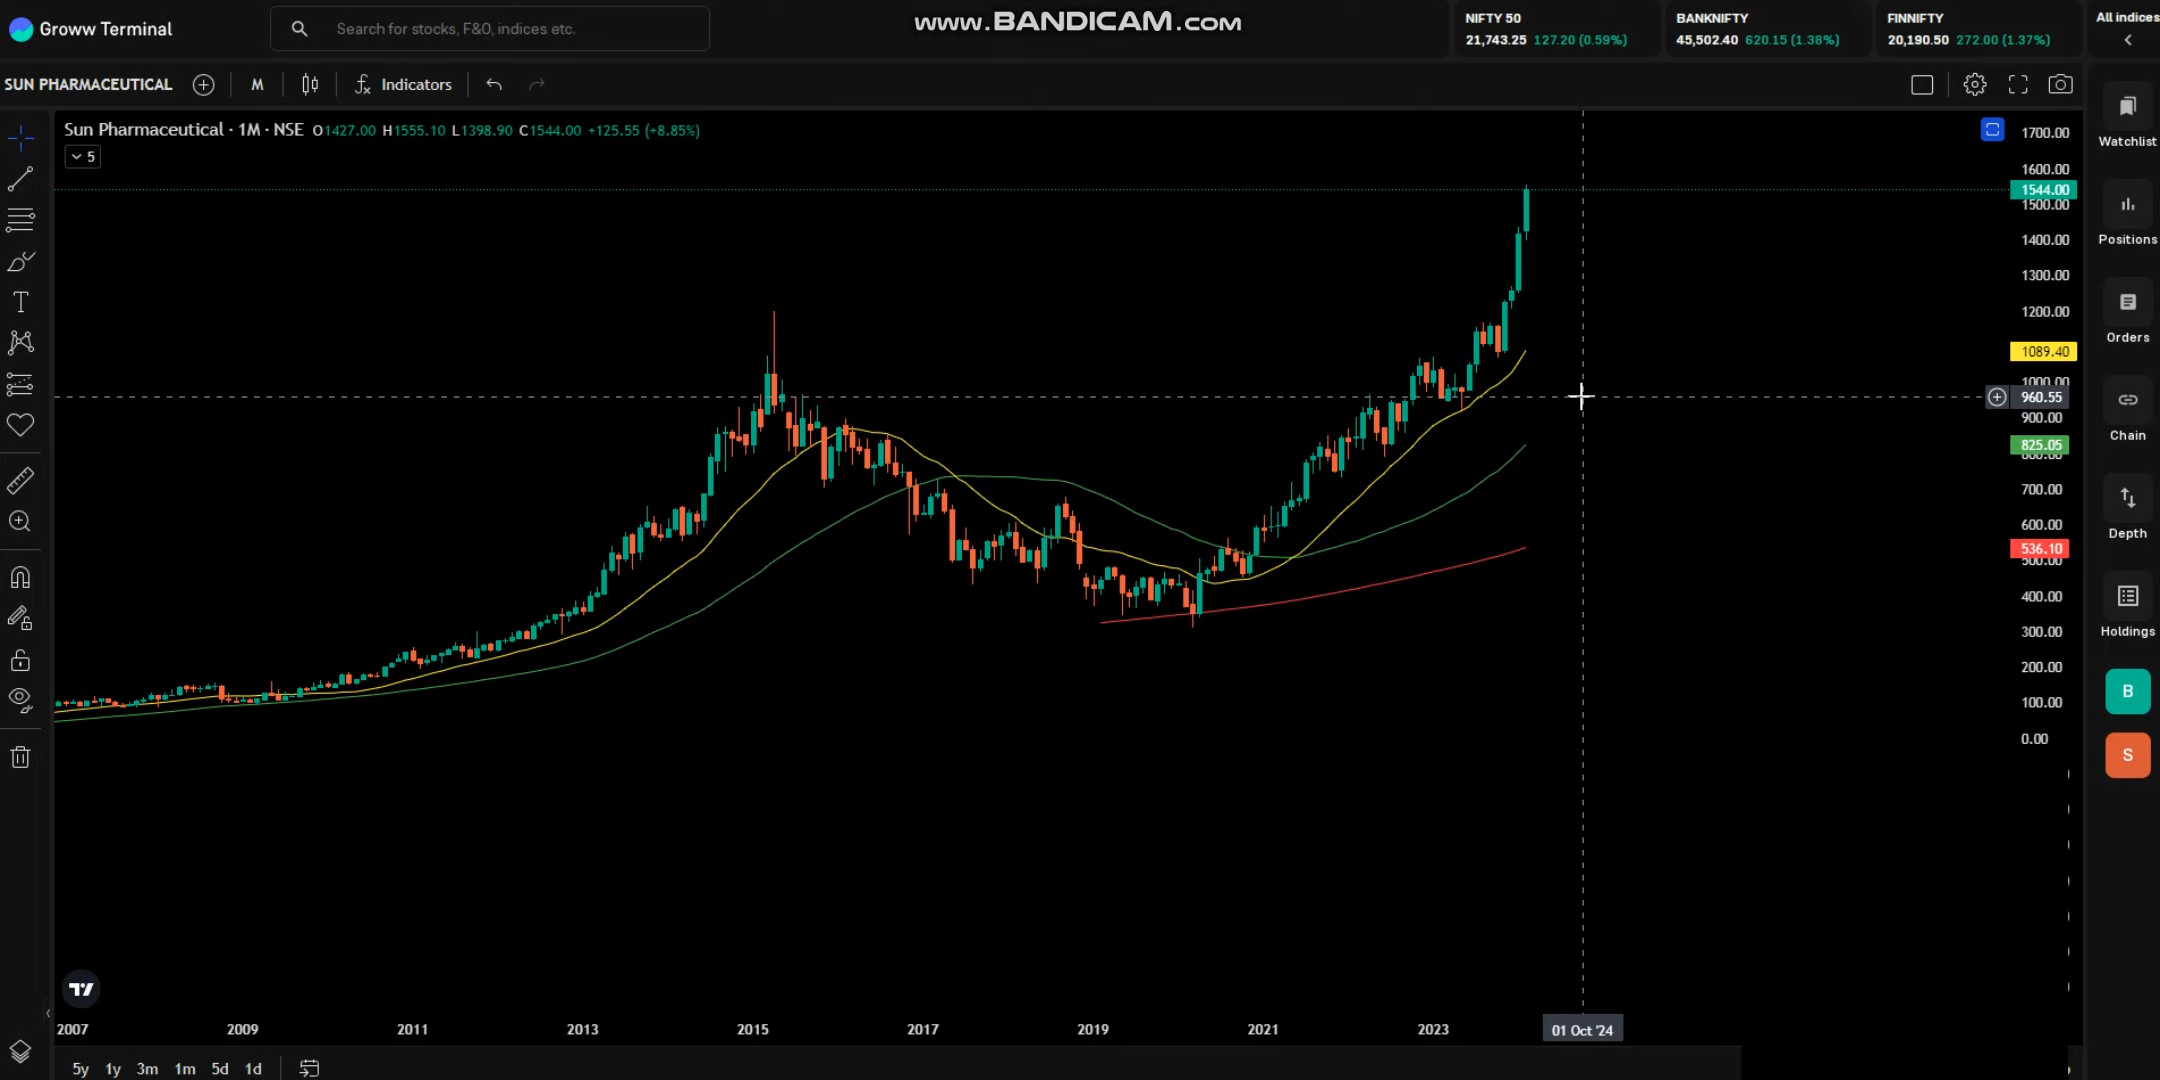 Groww Terminal
Search for stocks, F&O, indices etc.
www.BANDICAM.com
NIFTY 50
21,743.25 127.20 (0.59%)
BANKNIFTY
45,502.40 620.15 (1.38%)
FINNIFTY
20,190.50 272.00 (1.37%)
All indices
SUN PHARMACEUTICAL
M
Indicators
Sun Pharmaceutical · 1M · NSE O1427.00 H1555.10 L1398.90 C1544.00 +125.55 (+8.85%)
5
1700.00
1600.00
1544.00
1500.00
1400.00
1300.00
1200.00
1089.40
1000.00
960.55
900.00
825.05
800.00
700.00
600.00
536.10
500.00
400.00
300.00
200.00
100.00
0.00
Watchlist
Positions
Orders
Chain
Depth
Holdings
B
S
2007 2009 2011 2013 2015 2017 2019 2021 2023 01 Oct '24
5y 1y 3m 1m 5d 1d